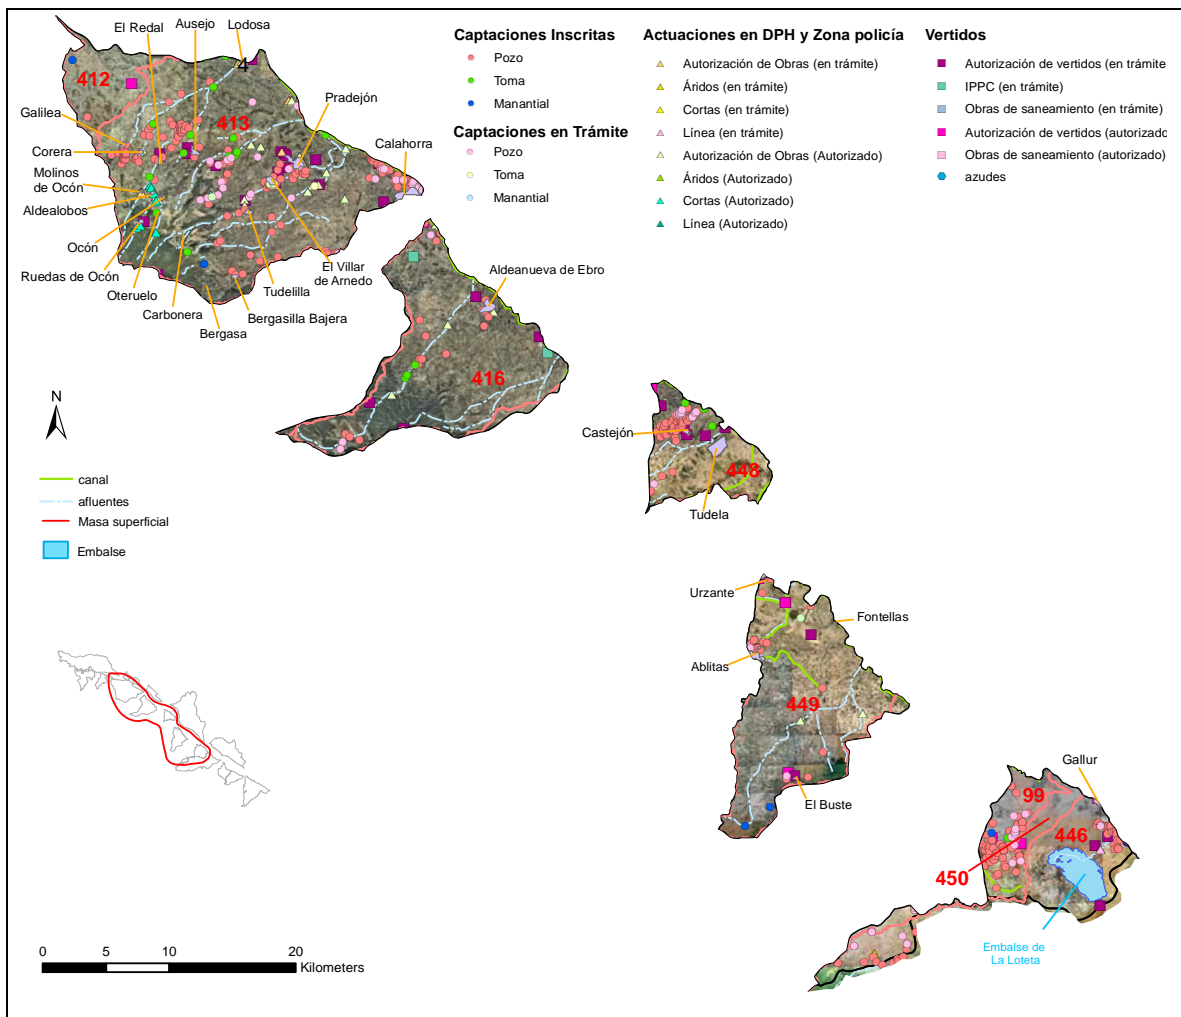 El Redal
Ausejo
Lodosa
412
4
413
Galilea
Corera
Molinos
de Ocón
Aldealobos
Ocón
Ruedas de Ocón
Oteruelo
Carbonera
Bergasa
Bergasilla Bajera
Tudelilla
El Villar
de Arnedo
Pradejón
Calahorra
Captaciones Inscritas
Pozo
Toma
Manantial
Captaciones en Trámite
Pozo
Toma
Manantial
Actuaciones en DPH y Zona policía
Autorización de Obras (en trámite)
Áridos (en trámite)
Cortas (en trámite)
Línea (en trámite)
Autorización de Obras (Autorizado)
Áridos (Autorizado)
Cortas (Autorizado)
Línea (Autorizado)
Vertidos
Autorización de vertidos (en trámite
IPPC (en trámite)
Obras de saneamiento (en trámite)
Autorización de vertidos (autorizado
Obras de saneamiento (autorizado)
azudes
Aldeanueva de Ebro
416
N
canal
afluentes
Masa superficial
Embalse
Castejón
448
Tudela
Urzante
Fontellas
Ablitas
449
El Buste
Gallur
99
446
450
Embalse de
La Loteta
0 5 10 20
Kilometers